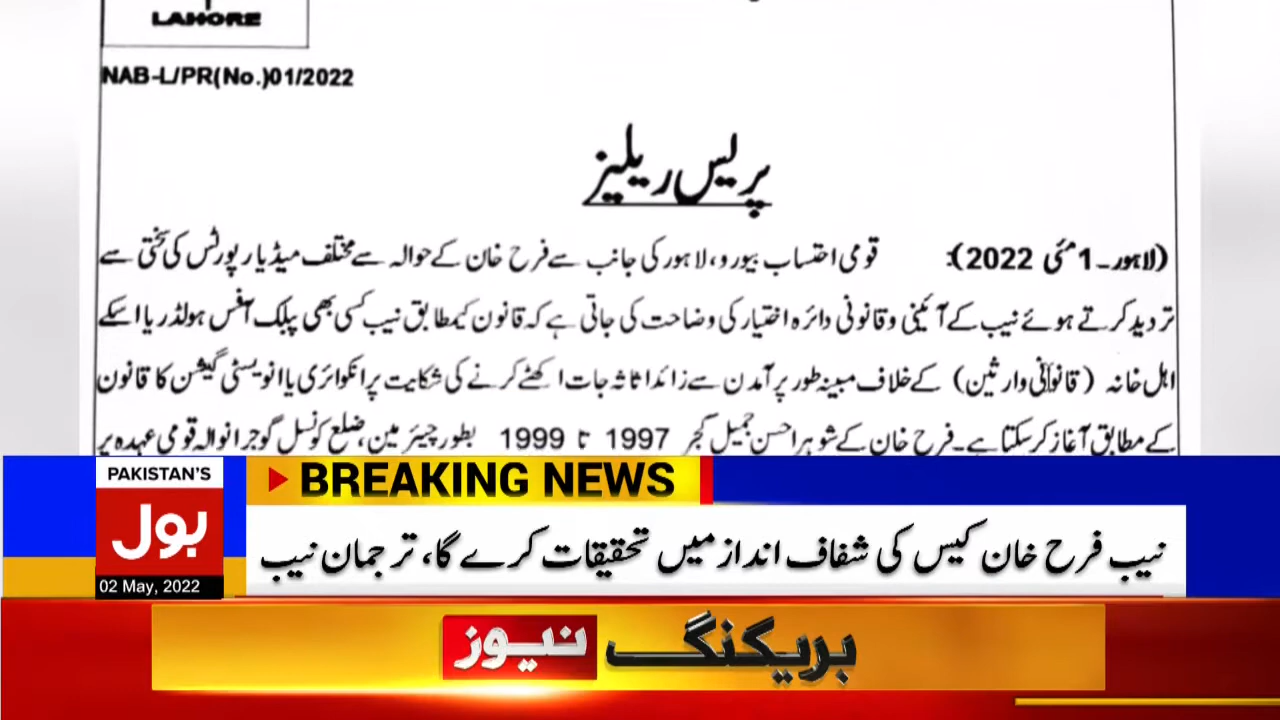 LAHORE
NAB-L/PR(No.)01/2022
پریس ریلیز
(لاہور۔1 مئی 2022): قومی احتساب بیورو، لاہور کی جانب سے فرح خان کے حوالہ سے مختلف میڈیا رپورٹس کی سختی سے
تردید کرتے ہوئے نیب کے آئینی و قانونی دائرہ اختیار کی وضاحت کی جاتی ہے کہ قانون کیمطابق نیب کسی بھی پبلک آفس ہولڈر یا اسکے
اہل خانہ (قانونی وارثین) کے خلاف مبینہ طور پر آمدن سے زائد اثاثہ جات اکھٹے کرنے کی شکایت پر انکوائری یا انویسٹی گیشن کا قانون
کے مطابق آغاز کر سکتا ہے۔ فرح خان کے شوہر احسن جمیل گجر 1997 تا 1999 بطور چیئر مین، ضلع کونسل گوجرانوالہ قومی عہدہ پر
PAKISTAN'S
بول
02 May, 2022
BREAKING NEWS
نیب فرح خان کیس کی شفاف انداز میں تحقیقات کرے گا، ترجمان نیب
بریکنگ نیوز